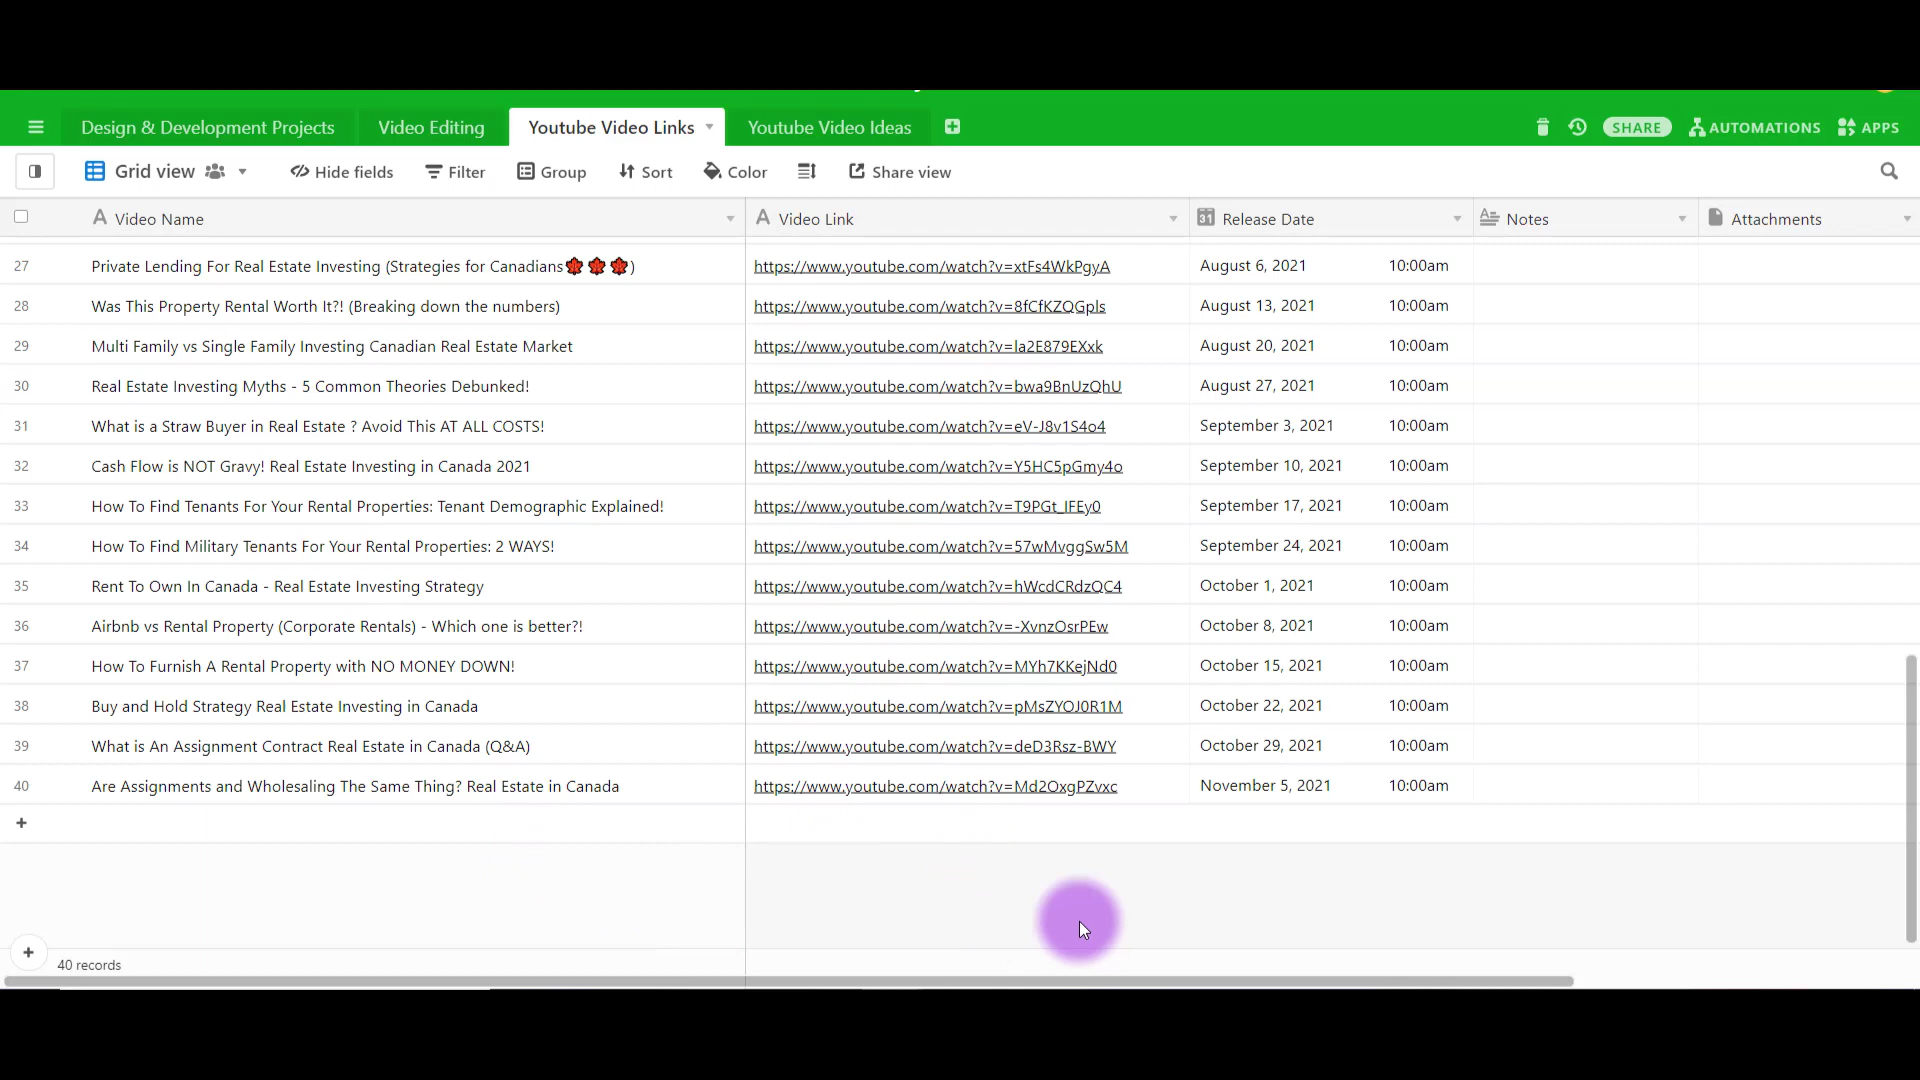 Design & Development Projects Video Editing Youtube Video Links Youtube Video Ideas SHARE AUTOMATIONS APPS
Grid view Hide fields Filter Group Sort Color Share view
Video Name Video Link 31 Release Date Notes Attachments
27 Private Lending For Real Estate Investing (Strategies for Canadians🍁🍁🍁) https://www.youtube.com/watch?v=xtFs4WkPgyA August 6, 2021 10:00am
28 Was This Property Rental Worth It?! (Breaking down the numbers) https://www.youtube.com/watch?v=8fCfKZQGpls August 13, 2021 10:00am
29 Multi Family vs Single Family Investing Canadian Real Estate Market https://www.youtube.com/watch?v=la2E879EXxk August 20, 2021 10:00am
30 Real Estate Investing Myths - 5 Common Theories Debunked! https://www.youtube.com/watch?v=bwa9BnUzQhU August 27, 2021 10:00am
31 What is a Straw Buyer in Real Estate ? Avoid This AT ALL COSTS! https://www.youtube.com/watch?v=eV-J8v1S4o4 September 3, 2021 10:00am
32 Cash Flow is NOT Gravy! Real Estate Investing in Canada 2021 https://www.youtube.com/watch?v=Y5HC5pGmy4o September 10, 2021 10:00am
33 How To Find Tenants For Your Rental Properties: Tenant Demographic Explained! https://www.youtube.com/watch?v=T9PGt_IFEy0 September 17, 2021 10:00am
34 How To Find Military Tenants For Your Rental Properties: 2 WAYS! https://www.youtube.com/watch?v=57wMvggSw5M September 24, 2021 10:00am
35 Rent To Own In Canada - Real Estate Investing Strategy https://www.youtube.com/watch?v=hWcdCRdzQC4 October 1, 2021 10:00am
36 Airbnb vs Rental Property (Corporate Rentals) - Which one is better?! https://www.youtube.com/watch?v=-XvnzOsrPEw October 8, 2021 10:00am
37 How To Furnish A Rental Property with NO MONEY DOWN! https://www.youtube.com/watch?v=MYh7KKejNd0 October 15, 2021 10:00am
38 Buy and Hold Strategy Real Estate Investing in Canada https://www.youtube.com/watch?v=pMsZYOJ0R1M October 22, 2021 10:00am
39 What is An Assignment Contract Real Estate in Canada (Q&A) https://www.youtube.com/watch?v=deD3Rsz-BWY October 29, 2021 10:00am
40 Are Assignments and Wholesaling The Same Thing? Real Estate in Canada https://www.youtube.com/watch?v=Md2OxgPZvxc November 5, 2021 10:00am
40 records